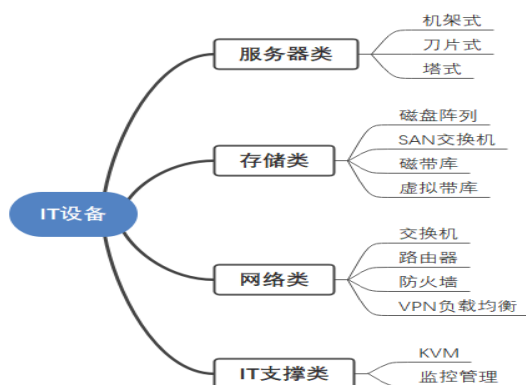 IT设备
服务器类
机架式
刀片式
塔式
存储类
磁盘阵列
SAN交换机
磁带库
虚拟带库
网络类
交换机
路由器
防火墙
VPN负载均衡
IT支撑类
KVM
监控管理